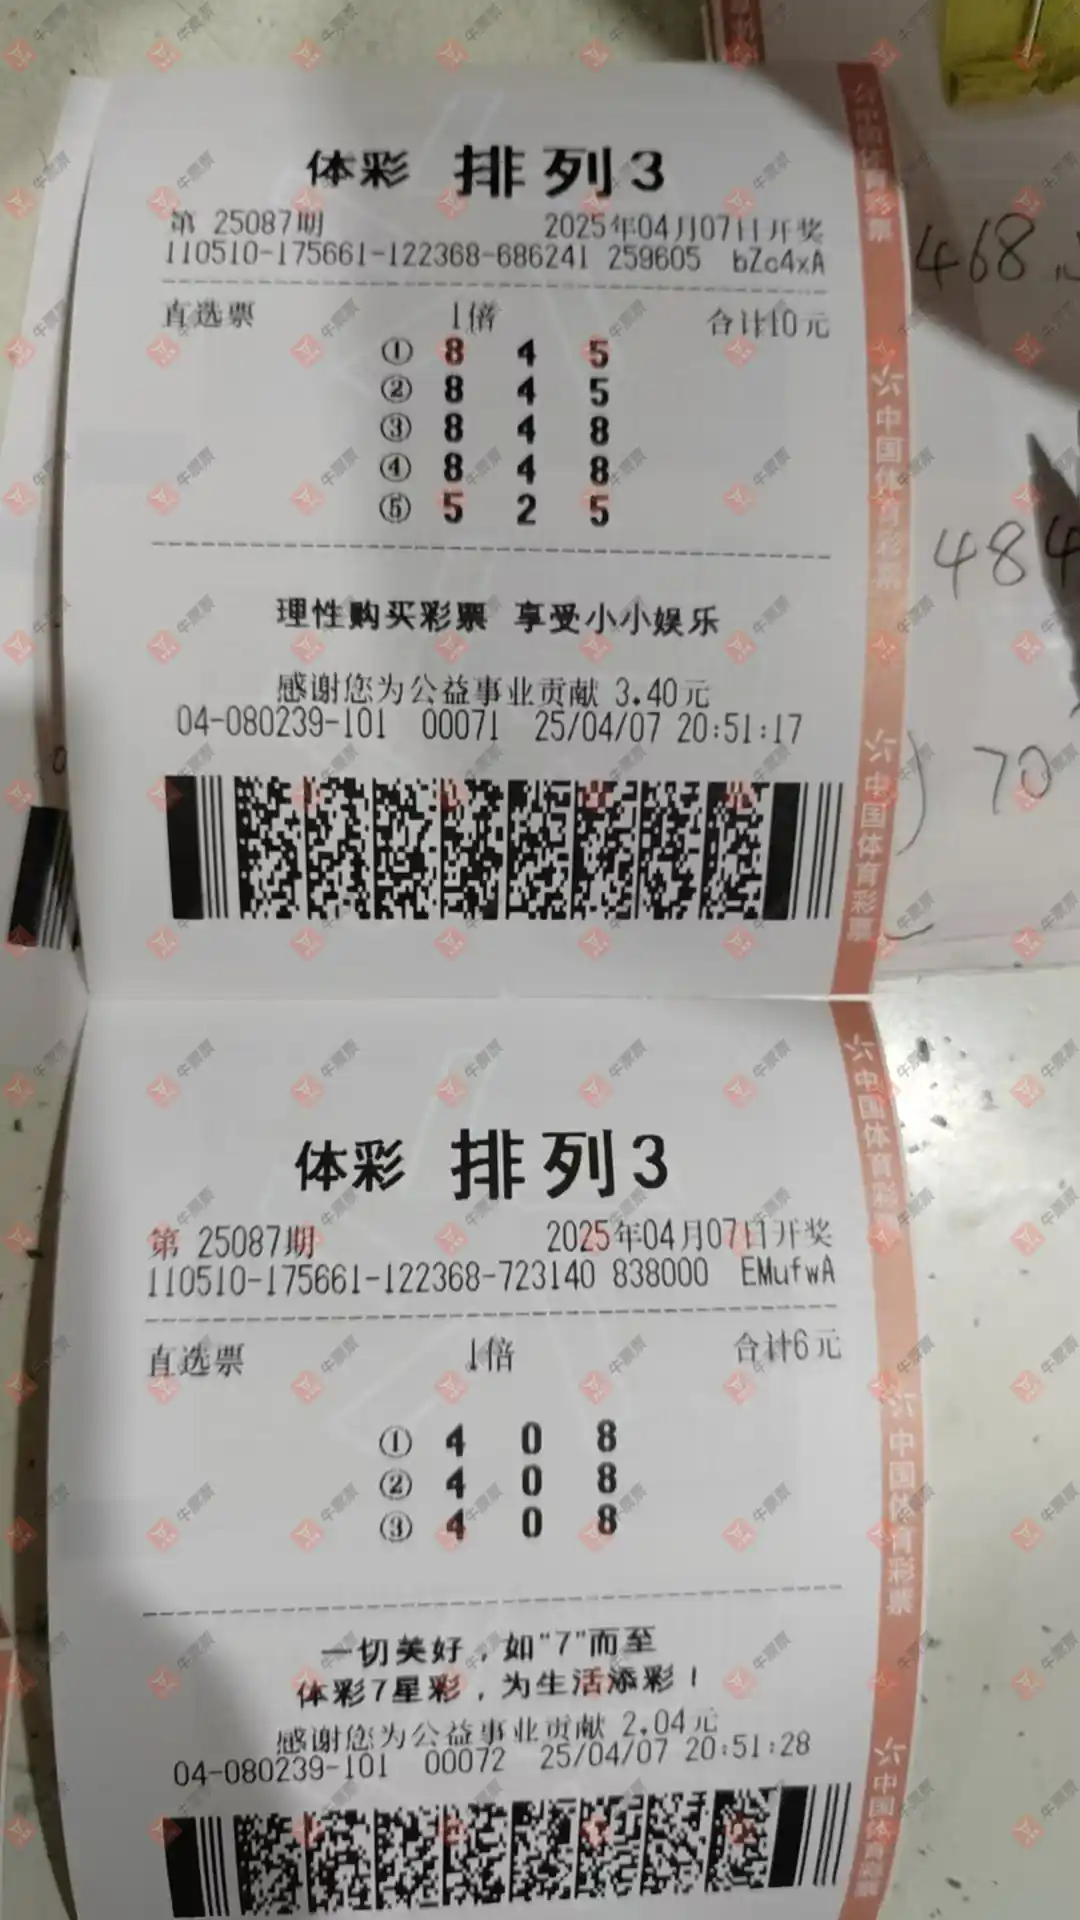 体彩 排列3
第 25087期 2025年04月07日开奖
110510-175661-122368-686241 259605 bZc4xA
直选票 1倍 合计10元
① 8 4 5
② 8 4 5
③ 8 4 8
④ 8 4 8
⑤ 5 2 5
理性购买彩票 享受小小娱乐
感谢您为公益事业贡献 3.40元
04-080239-101 00071 25/04/07 20:51:17
中国体育彩票
468
484
70
体彩 排列3
第 25087期 2025年04月07日开奖
110510-175661-122368-723140 838000 EMufwA
直选票 1倍 合计6元
① 4 0 8
② 4 0 8
③ 4 0 8
一切美好，如“7”而至
体彩7星彩，为生活添彩！
感谢您为公益事业贡献 2.04元
04-080239-101 00072 25/04/07 20:51:28
中国体育彩票
牛票票